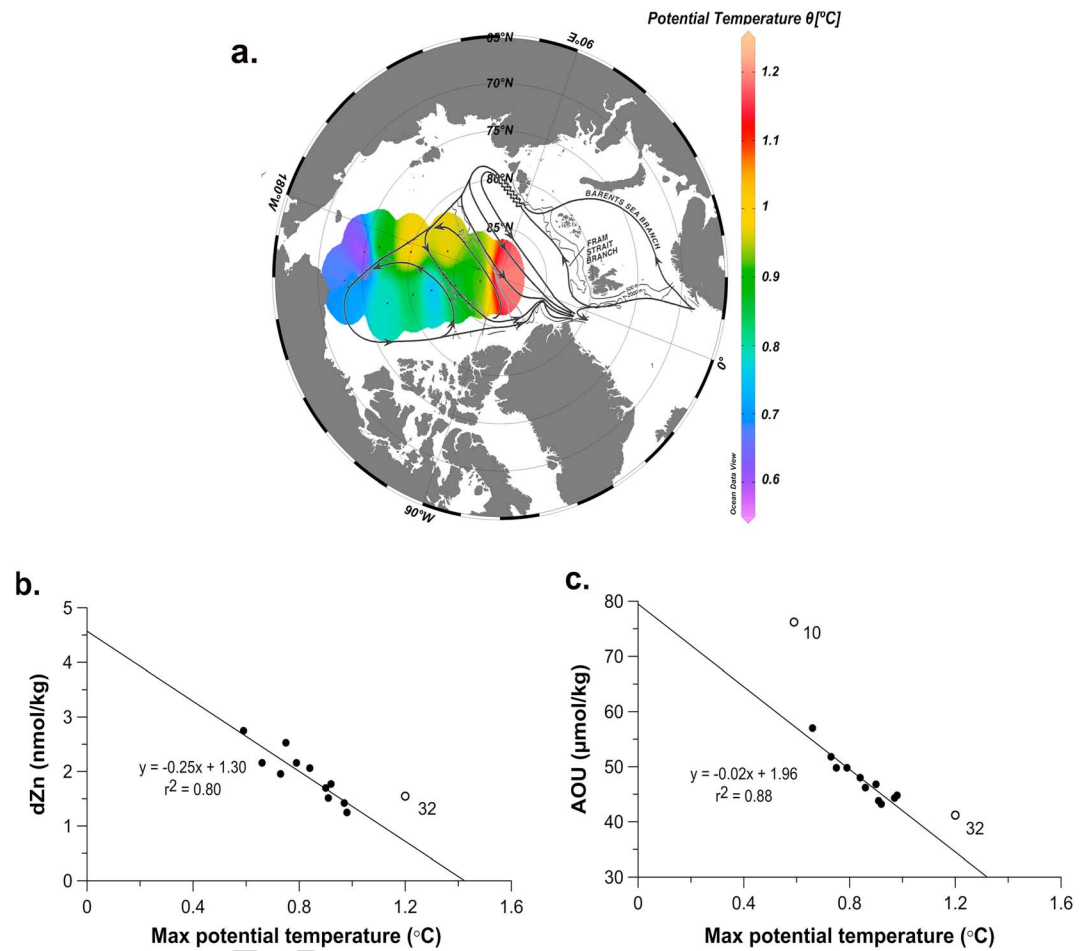 Potential Temperature θ[ºC]
a.
65°N
90°E
70°N
75°N
80°N
85°N
180°W
BARENTS SEA BRANCH
FRAM
STRAIT
BRANCH
500 m
2000 m
0°
90°W
1.2
1.1
1
0.9
0.8
0.7
0.6
Ocean Data View
b.
5
4
3
2
1
0
dZn (nmol/kg)
y = -0.25x + 1.30
r2 = 0.80
32
0 0.4 0.8 1.2 1.6
Max potential temperature (°C)
c.
80
70
60
50
40
30
AOU (µmol/kg)
10
y = -0.02x + 1.96
r2 = 0.88
32
0 0.4 0.8 1.2 1.6
Max potential temperature (°C)